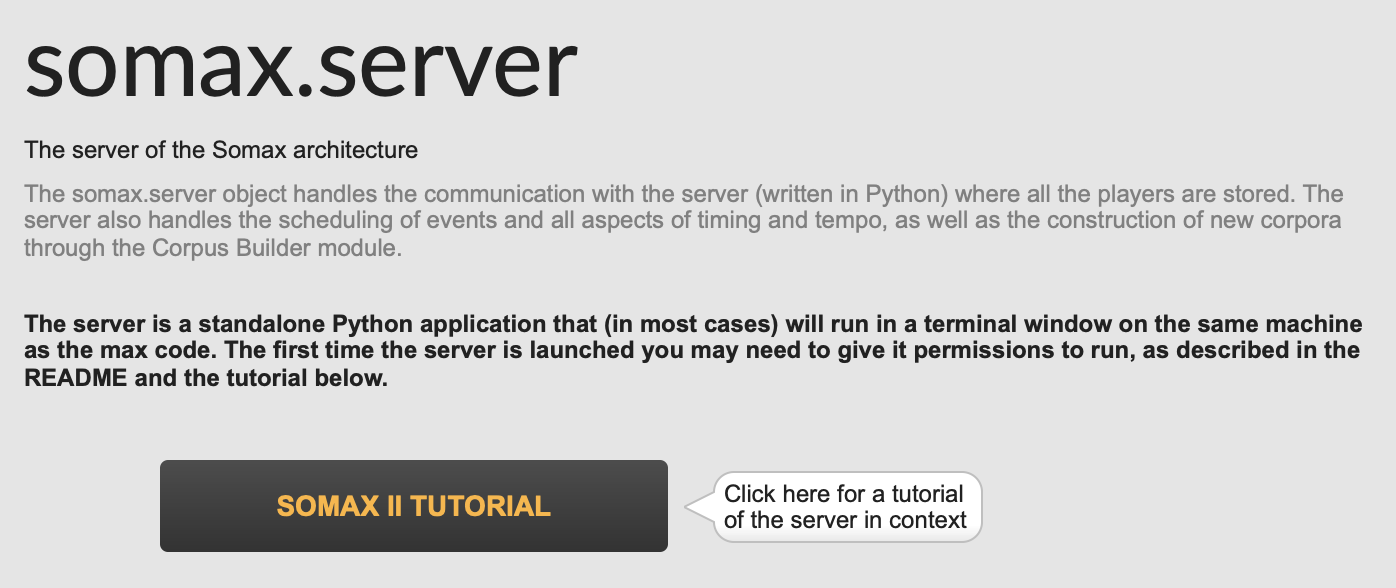 somax.server
The server of the Somax architecture
The somax.server object handles the communication with the server (written in Python) where all the players are stored. The
server also handles the scheduling of events and all aspects of timing and tempo, as well as the construction of new corpora
through the Corpus Builder module.
The server is a standalone Python application that (in most cases) will run in a terminal window on the same machine
as the max code. The first time the server is launched you may need to give it permissions to run, as described in the
README and the tutorial below.
SOMAX II TUTORIAL
Click here for a tutorial
of the server in context